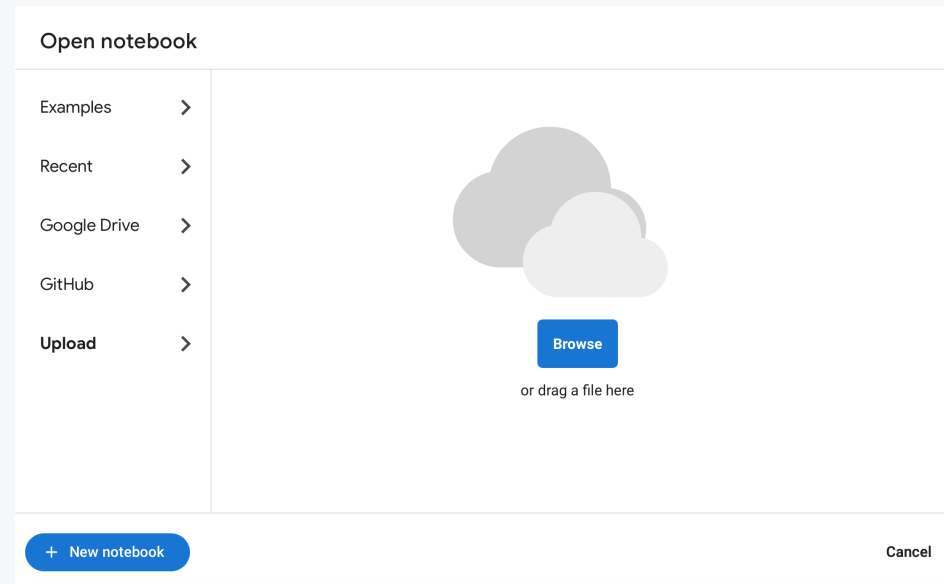 Open notebook
Examples
Recent
Google Drive
GitHub
Upload
Browse
or drag a file here
+ New notebook
Cancel